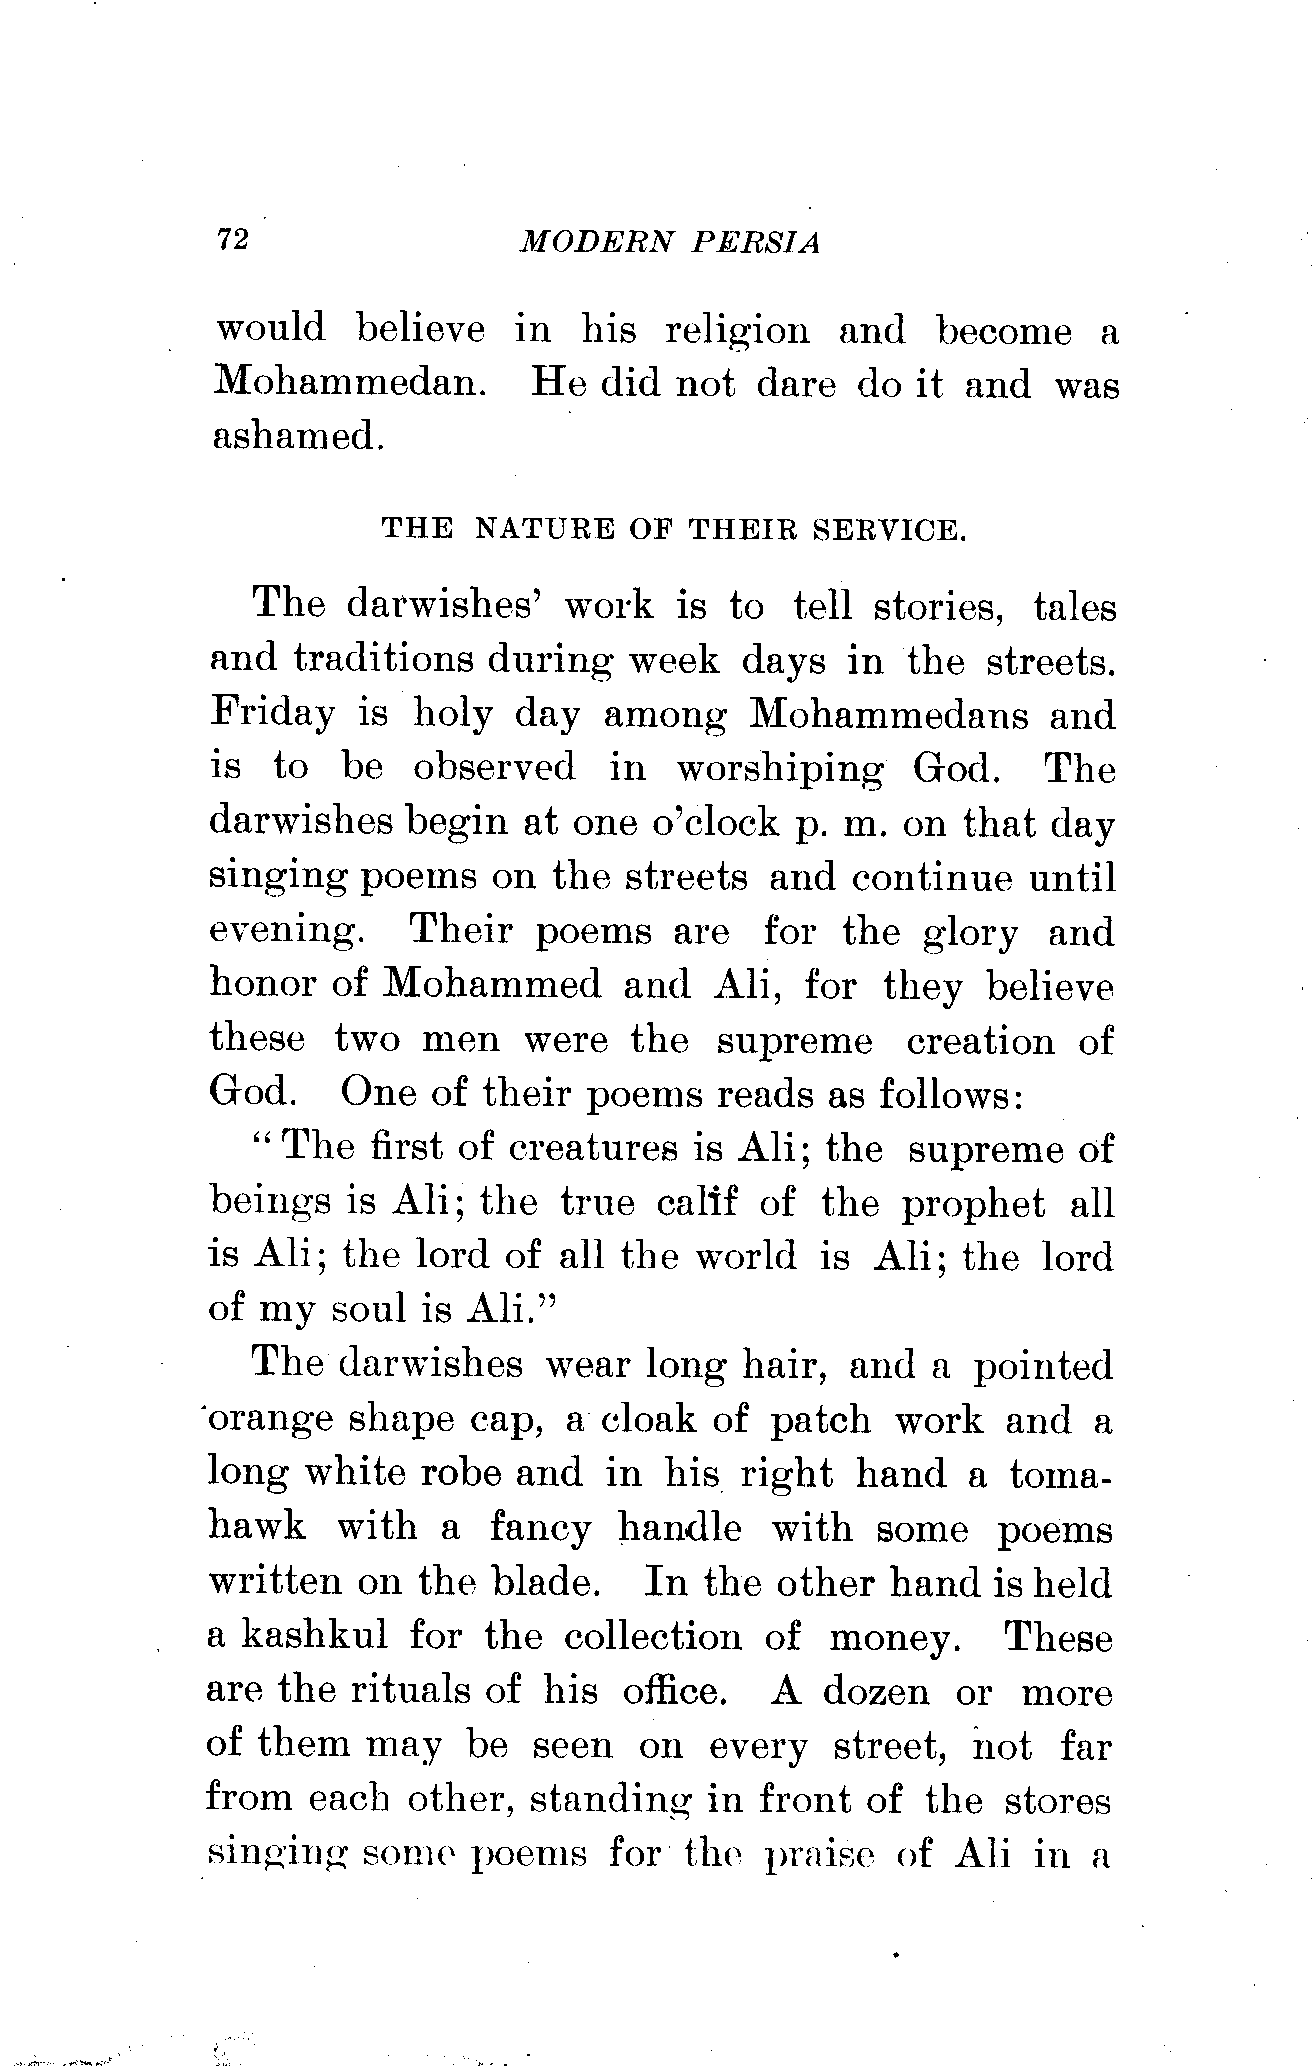 72 MODERN PERSIA
would believe in his religion and become a
Mohammedan. He did not dare do it and was
ashamed.
THE NATURE OF THEIR SERVICE.
The darwishes' work is to tell stories, tales
and traditions during week days in the streets.
Friday is holy day among Mohammedans and
is to be observed in worshiping God. The
darwishes begin at one o'clock p. m. on that day
singing poems on the streets and continue until
evening. Their poems are for the glory and
honor of Mohammed and Ali, for they believe
these two men were the supreme creation of
God. One of their poems reads as follows:
"The first of creatures is Ali; the supreme of
beings is Ali; the true calif of the prophet all
is Ali; the lord of all the world is Ali; the lord
of my soul is Ali."
The darwishes wear long hair, and a pointed
orange shape cap, a cloak of patch work and a
long white robe and in his right hand a toma-
hawk with a fancy handle with some poems
written on the blade. In the other hand is held
a kashkul for the collection of money. These
are the rituals of his office. A dozen or more
of them may be seen on every street, not far
from each other, standing in front of the stores
singing some poems for the praise of Ali in a